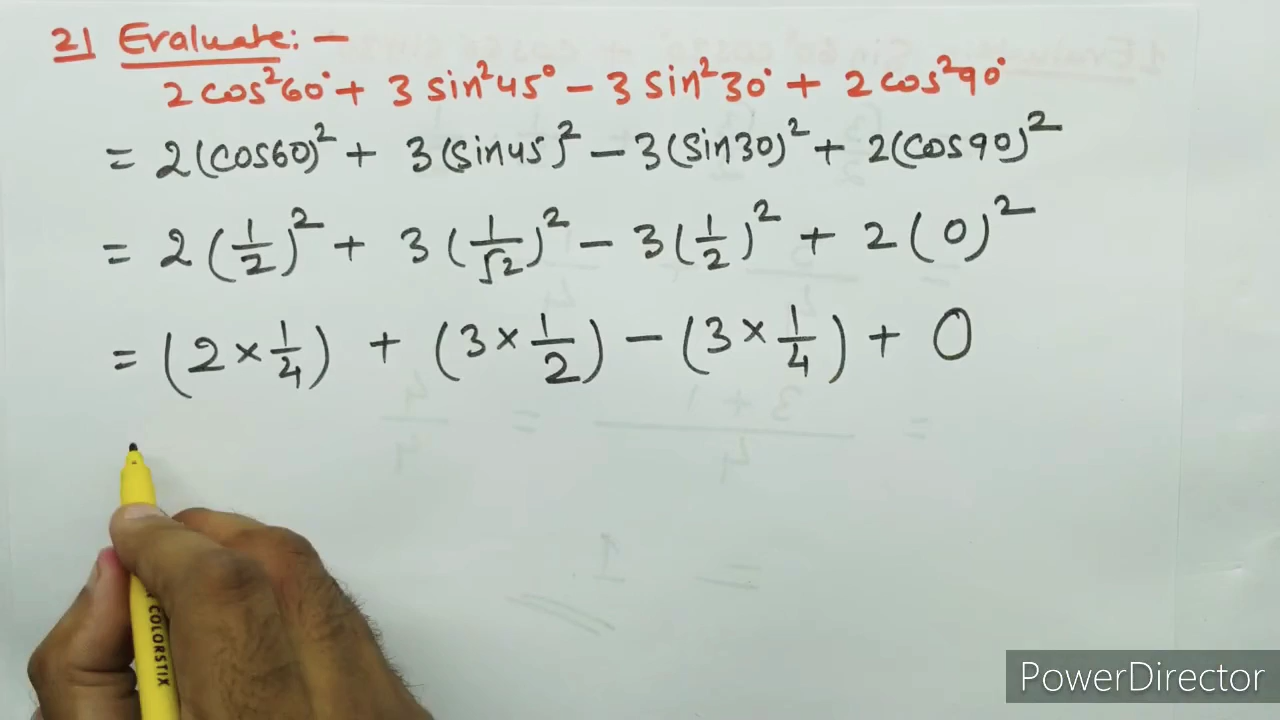 2) Evaluate: —
2 cos²60° + 3 sin²45° - 3 sin²30° + 2 cos²90°
= 2(cos60)² + 3(sin45)² - 3(sin30)² + 2(cos90)²
= 2(1/2)² + 3(1/√2)² - 3(1/2)² + 2(0)²
= (2 × 1/4) + (3 × 1/2) - (3 × 1/4) + 0
COLORSTIX
PowerDirector